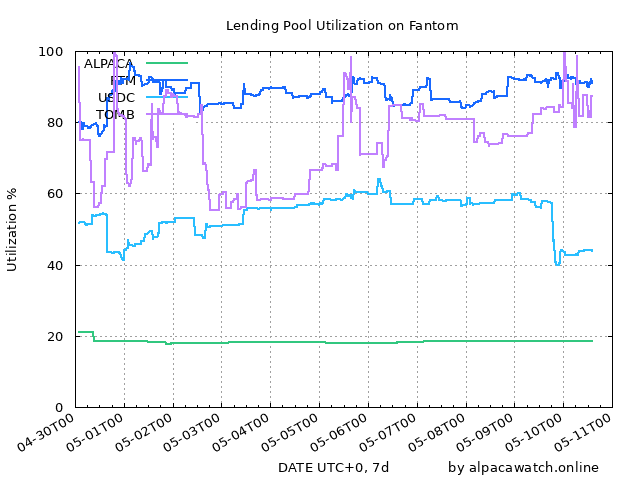 Lending Pool Utilization on Fantom
100
80
60
40
20
0
Utilization %
ALPACA
FTM
USDC
TOMB
04-30T00
05-01T00
05-02T00
05-03T00
05-04T00
05-05T00
05-06T00
05-07T00
05-08T00
05-09T00
05-10T00
05-11T00
DATE UTC+0, 7d by alpacawatch.online